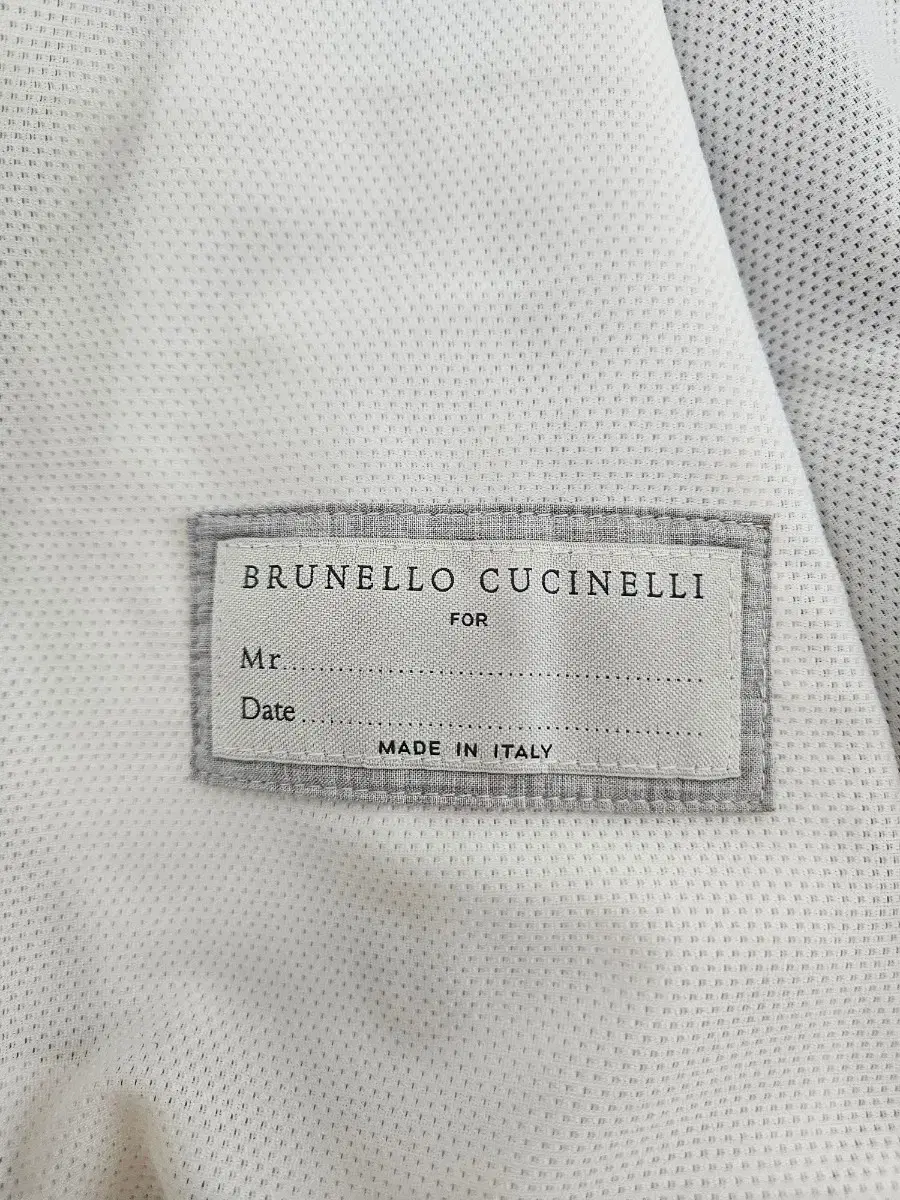 BRUNELLO CUCINELLI
FOR
Mr.......................................................
Date....................................................
MADE IN ITALY